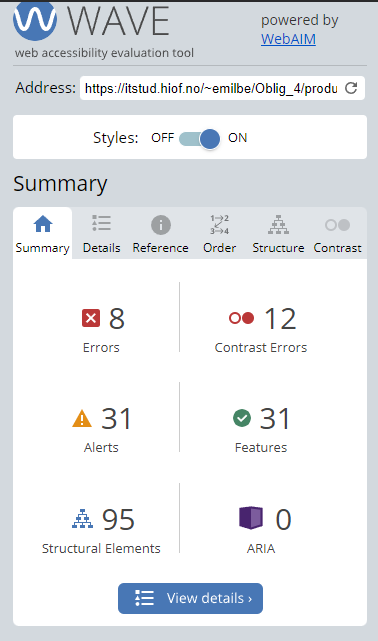 WAVE
powered by
WebAIM
web accessibility evaluation tool
Address: https://itstud.hiof.no/~emilbe/Oblig_4/produ
Styles: OFF ON
Summary
Summary Details Reference Order Structure Contrast
8 12
Errors Contrast Errors
31 31
Alerts Features
95 0
Structural Elements ARIA
View details ›